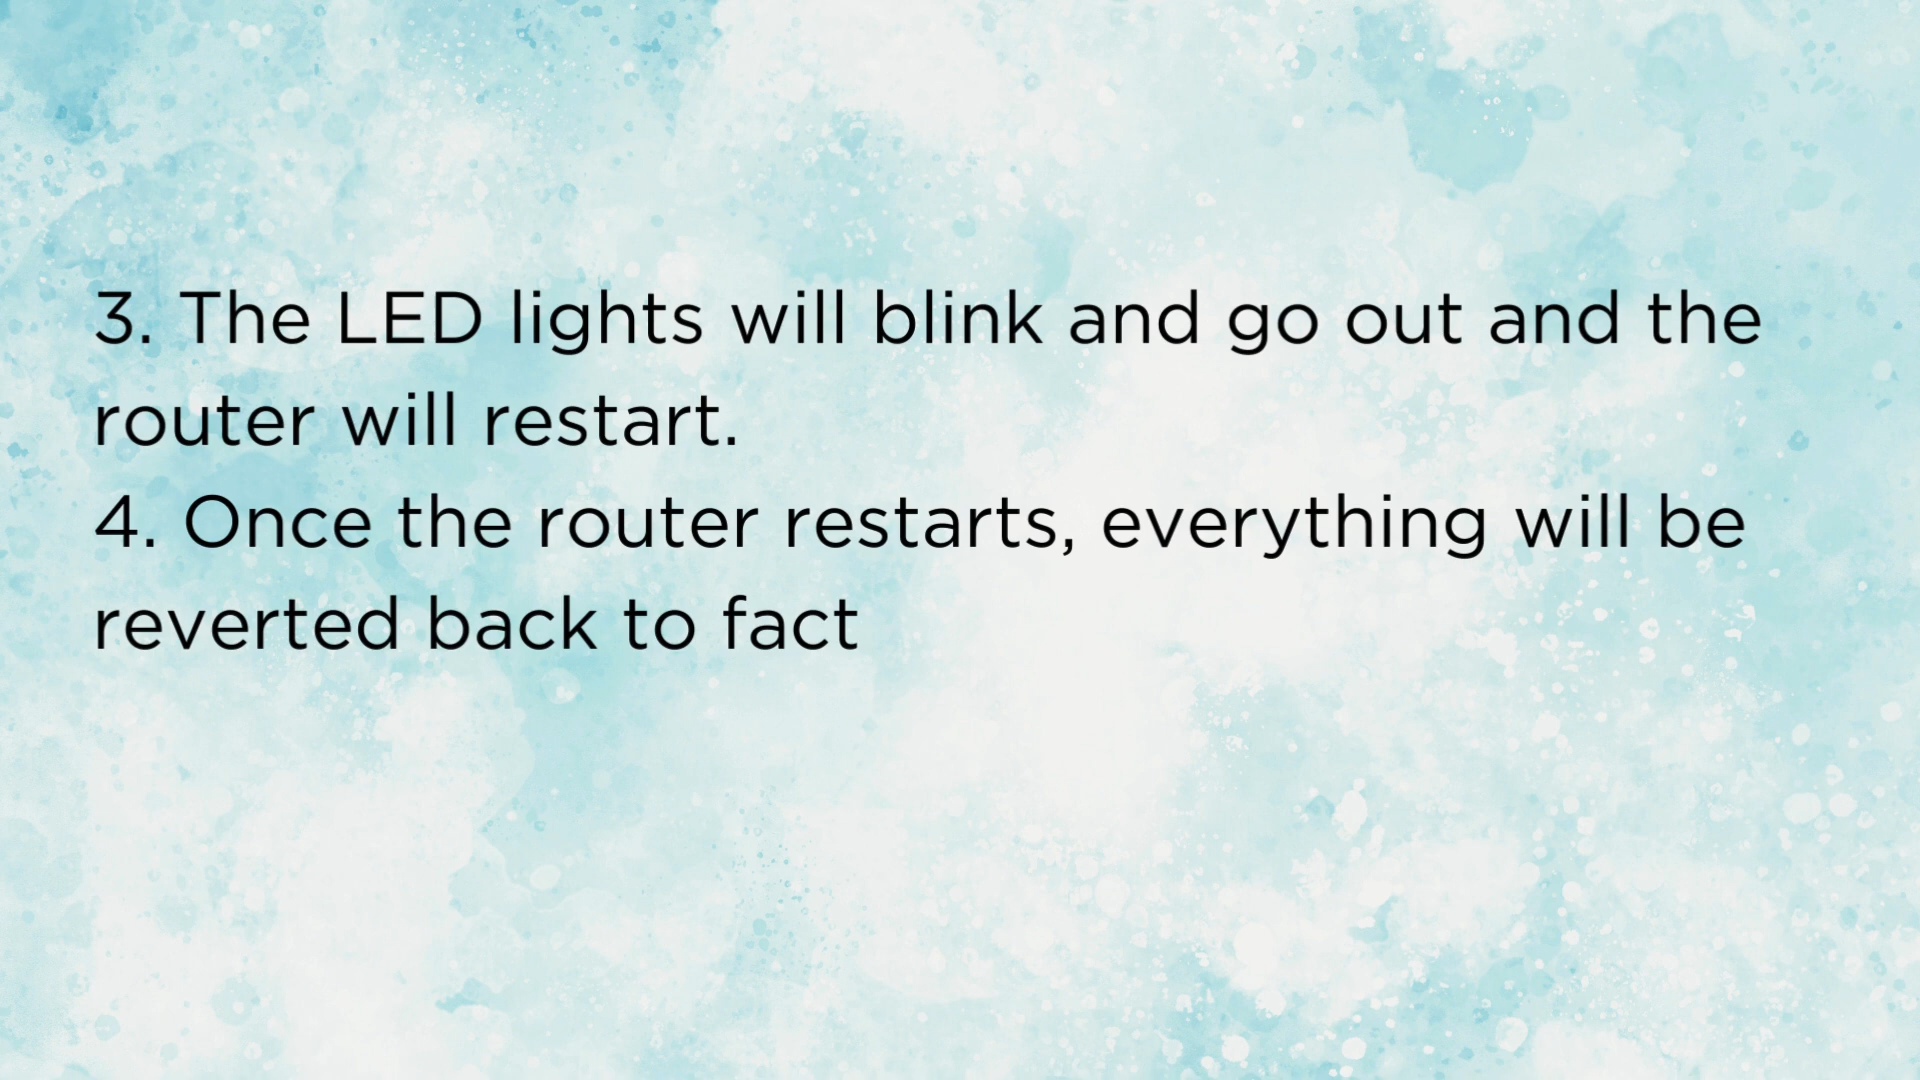 3. The LED lights will blink and go out and the
router will restart.
4. Once the router restarts, everything will be
reverted back to fact